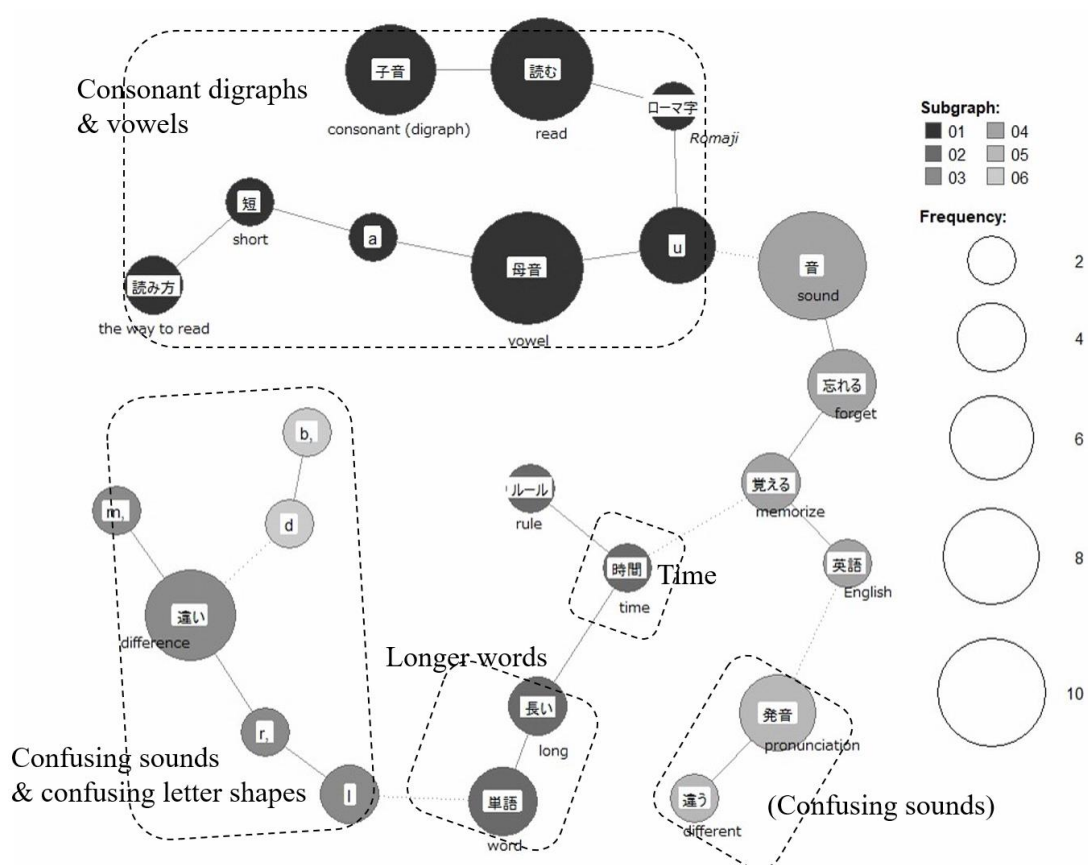 Consonant digraphs
& vowels
子音
consonant (digraph)
読む
read
ローマ字
Romaji
短
short
a
母音
vowel
u
読み方
the way to read
音
sound
忘れる
forget
覚える
memorize
英語
English
ルール
rule
時間
time
Time
b,
d
m,
違い
difference
r,
l
Confusing sounds
& confusing letter shapes
Longer words
長い
long
単語
word
発音
pronunciation
違う
different
(Confusing sounds)
Subgraph:
01 04
02 05
03 06
Frequency:
2
4
6
8
10